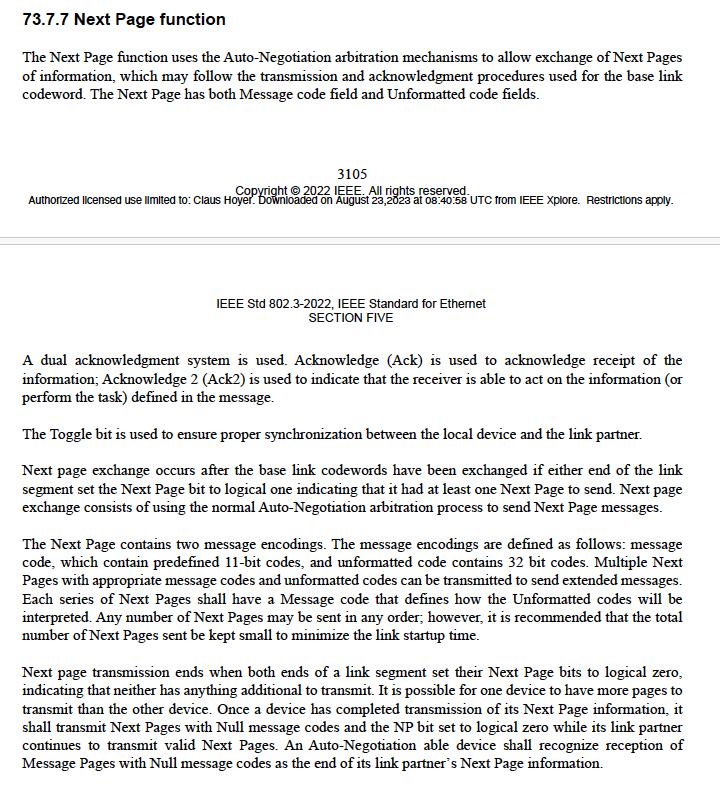 73.7.7 Next Page function
The Next Page function uses the Auto-Negotiation arbitration mechanisms to allow exchange of Next Pages
of information, which may follow the transmission and acknowledgment procedures used for the base link
codeword. The Next Page has both Message code field and Unformatted code fields.
3105
Copyright © 2022 IEEE. All rights reserved.
Authorized licensed use limited to: Claus Hoyer. Downloaded on August 23,2023 at 08:40:58 UTC from IEEE Xplore. Restrictions apply.
IEEE Std 802.3-2022, IEEE Standard for Ethernet
SECTION FIVE
A dual acknowledgment system is used. Acknowledge (Ack) is used to acknowledge receipt of the
information; Acknowledge 2 (Ack2) is used to indicate that the receiver is able to act on the information (or
perform the task) defined in the message.
The Toggle bit is used to ensure proper synchronization between the local device and the link partner.
Next page exchange occurs after the base link codewords have been exchanged if either end of the link
segment set the Next Page bit to logical one indicating that it had at least one Next Page to send. Next page
exchange consists of using the normal Auto-Negotiation arbitration process to send Next Page messages.
The Next Page contains two message encodings. The message encodings are defined as follows: message
code, which contain predefined 11-bit codes, and unformatted code contains 32 bit codes. Multiple Next
Pages with appropriate message codes and unformatted codes can be transmitted to send extended messages.
Each series of Next Pages shall have a Message code that defines how the Unformatted codes will be
interpreted. Any number of Next Pages may be sent in any order; however, it is recommended that the total
number of Next Pages sent be kept small to minimize the link startup time.
Next page transmission ends when both ends of a link segment set their Next Page bits to logical zero,
indicating that neither has anything additional to transmit. It is possible for one device to have more pages to
transmit than the other device. Once a device has completed transmission of its Next Page information, it
shall transmit Next Pages with Null message codes and the NP bit set to logical zero while its link partner
continues to transmit valid Next Pages. An Auto-Negotiation able device shall recognize reception of
Message Pages with Null message codes as the end of its link partner's Next Page information.